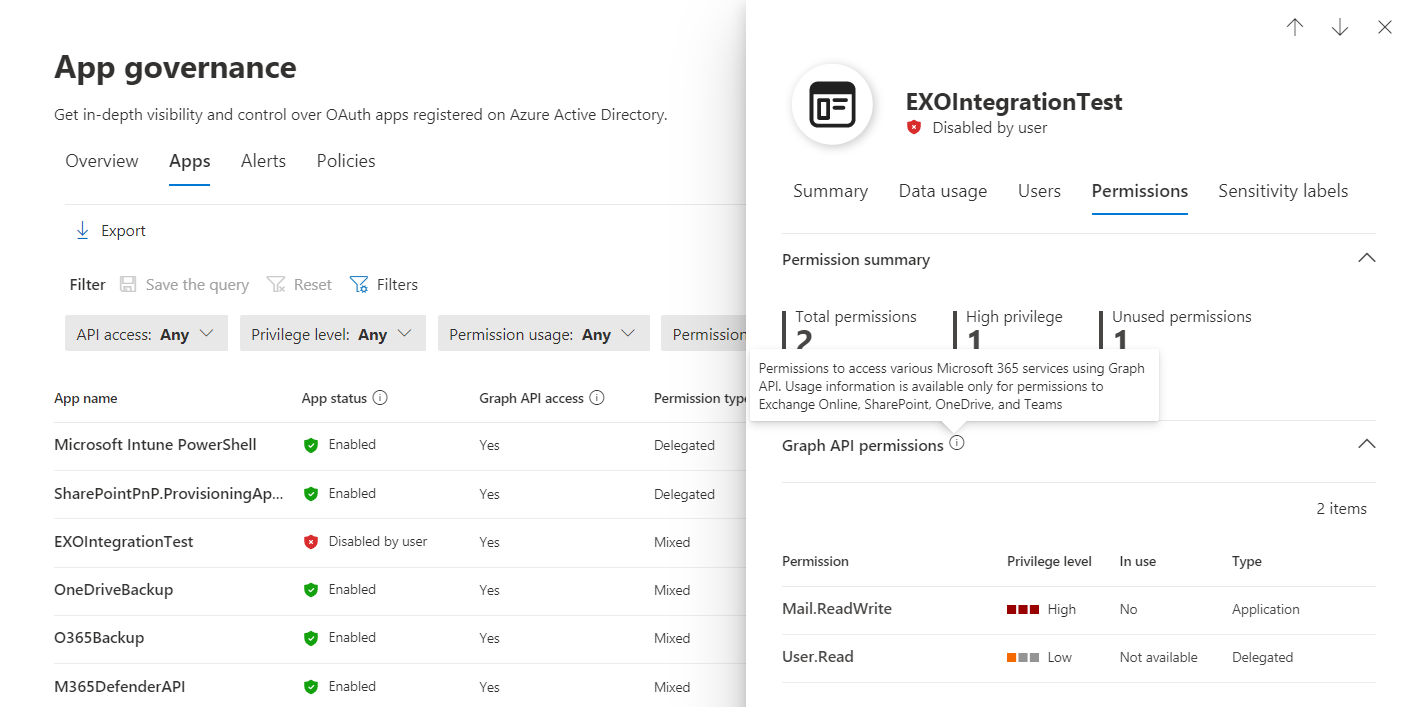 App governance
Get in-depth visibility and control over OAuth apps registered on Azure Active Directory.
Overview Apps Alerts Policies
Export
Filter Save the query Reset Filters
API access: Any Privilege level: Any Permission usage: Any Permission
App name App status Graph API access Permission type
Microsoft Intune PowerShell Enabled Yes Delegated
SharePointPnP.ProvisioningAp... Enabled Yes Delegated
EXOIntegrationTest Disabled by user Yes Mixed
OneDriveBackup Enabled Yes Mixed
O365Backup Enabled Yes Mixed
M365DefenderAPI Enabled Yes Mixed
EXOIntegrationTest
Disabled by user
Summary Data usage Users Permissions Sensitivity labels
Permission summary
Total permissions High privilege Unused permissions
2 1 1
Permissions to access various Microsoft 365 services using Graph
API. Usage information is available only for permissions to
Exchange Online, SharePoint, OneDrive, and Teams
Graph API permissions
2 items
Permission Privilege level In use Type
Mail.ReadWrite High No Application
User.Read Low Not available Delegated